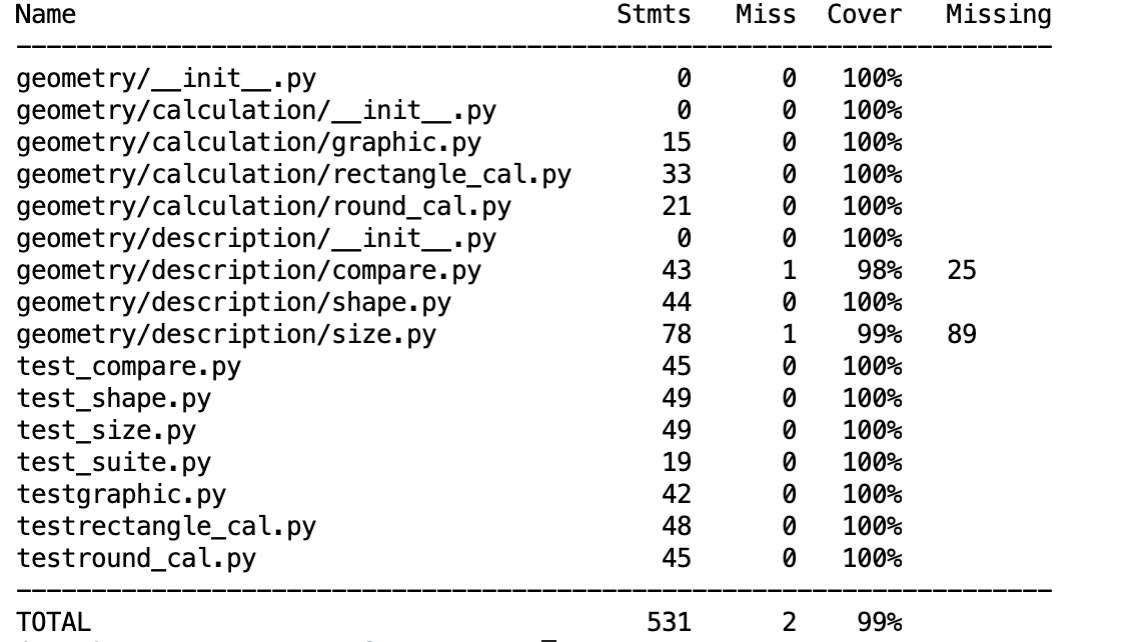 Name Stmts Miss Cover Missing
---------------------------------------------------------------------
geometry/__init__.py 0 0 100%
geometry/calculation/__init__.py 0 0 100%
geometry/calculation/graphic.py 15 0 100%
geometry/calculation/rectangle_cal.py 33 0 100%
geometry/calculation/round_cal.py 21 0 100%
geometry/description/__init__.py 0 0 100%
geometry/description/compare.py 43 1 98% 25
geometry/description/shape.py 44 0 100%
geometry/description/size.py 78 1 99% 89
test_compare.py 45 0 100%
test_shape.py 49 0 100%
test_size.py 49 0 100%
test_suite.py 19 0 100%
testgraphic.py 42 0 100%
testrectangle_cal.py 48 0 100%
testround_cal.py 45 0 100%
---------------------------------------------------------------------
TOTAL 531 2 99%